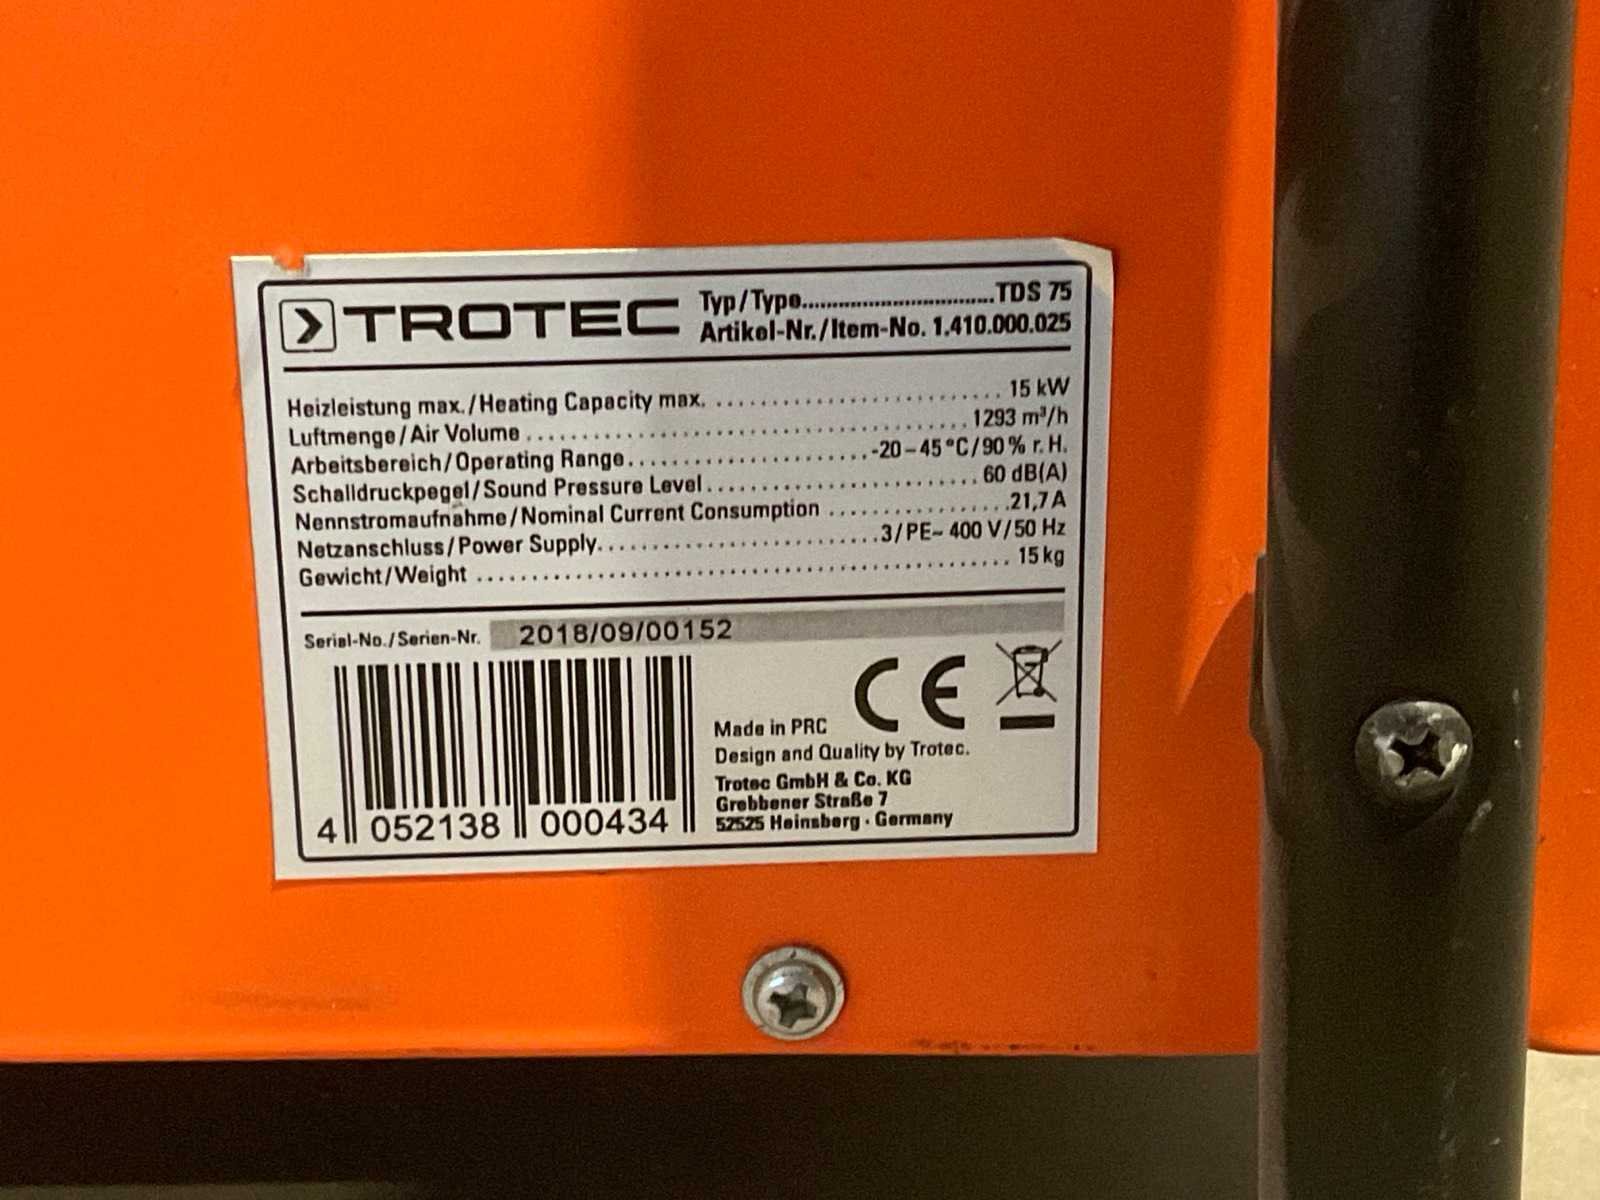 TROTEC
Typ/Type................................TDS 75
Artikel-Nr./Item-No. 1.410.000.025
Heizleistung max./Heating Capacity max. .......................... 15 kW
Luftmenge/Air Volume ........................................ 1293 m³/h
Arbeitsbereich/Operating Range......................-20–45°C/90% r.H.
Schalldruckpegel/Sound Pressure Level......................... 60 dB(A)
Nennstromaufnahme/Nominal Current Consumption .................21,7 A
Netzanschluss/Power Supply.........................3/PE~ 400 V/50 Hz
Gewicht/Weight ................................................. 15 kg
Serial-No./Serien-Nr. 2018/09/00152
CE
Made in PRC
Design and Quality by Trotec.
Trotec GmbH & Co. KG
Grebbener Straße 7
52525 Heinsberg · Germany
4 052138 000434